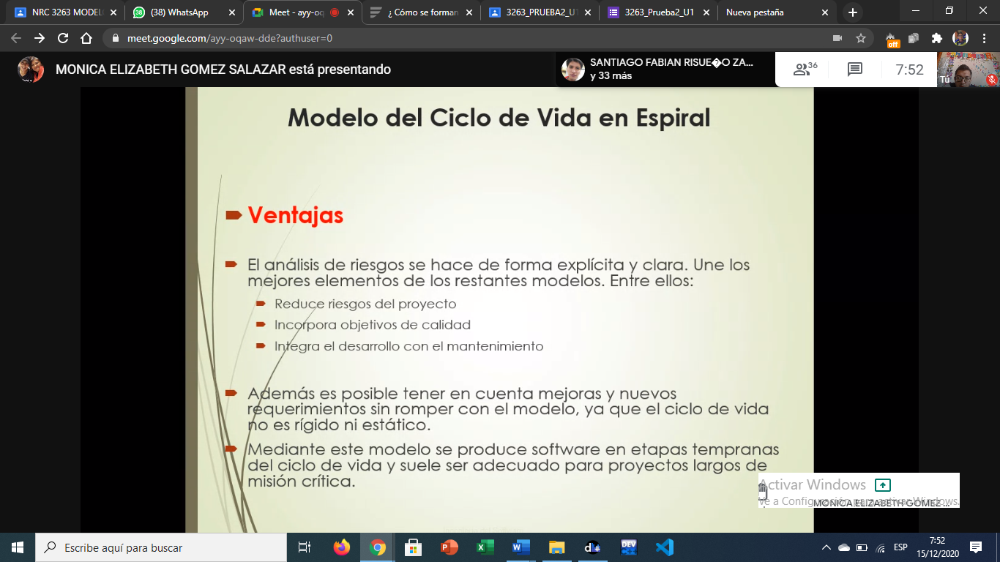 NRC 3263 MODEL
(38) WhatsApp
Meet - ayy-oq
¿ Cómo se forman
3263_PRUEBA2_U1
3263_Prueba2_U1
Nueva pestaña
meet.google.com/ayy-oqaw-dde?authuser=0
off
MONICA ELIZABETH GOMEZ SALAZAR está presentando
SANTIAGO FABIAN RISUE�O ZA...
y 33 más
36
7:52
Tú
Modelo del Ciclo de Vida en Espiral
Ventajas
El análisis de riesgos se hace de forma explícita y clara. Une los
mejores elementos de los restantes modelos. Entre ellos:
Reduce riesgos del proyecto
Incorpora objetivos de calidad
Integra el desarrollo con el mantenimiento
Además es posible tener en cuenta mejoras y nuevos
requerimientos sin romper con el modelo, ya que el ciclo de vida
no es rígido ni estático.
Mediante este modelo se produce software en etapas tempranas
del ciclo de vida y suele ser adecuado para proyectos largos de
misión crítica.
Activar Windows
Ve a Configuración para activar Windows.
MONICA ELIZABETH GOMEZ ...
Escribe aquí para buscar
DEV
ESP
7:52
15/12/2020